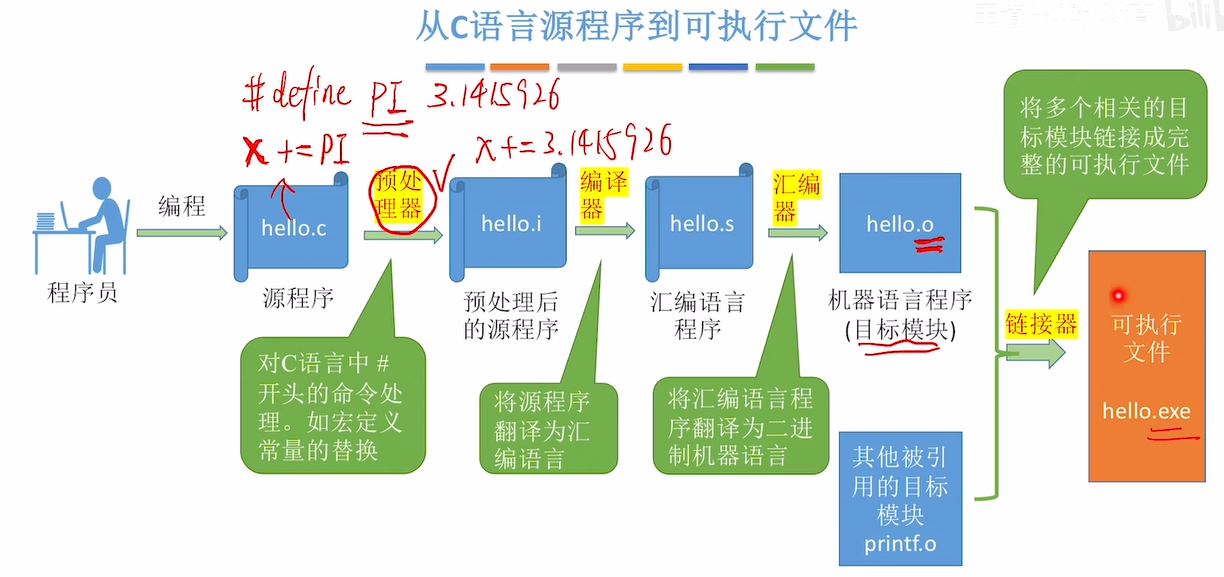 从C语言源程序到可执行文件
#define PI 3.1415926
x += PI
x += 3.1415926
将多个相关的目
标模块链接成完
整的可执行文件
编程
hello.c
预处
理器
hello.i
编译
器
hello.s
汇编
器
hello.o
程序员
源程序
预处理后
的源程序
汇编语言
程序
机器语言程序
(目标模块)
链接器
可执行
文件
hello.exe
对C语言中 #
开头的命令处
理。如宏定义
常量的替换
将源程序
翻译为汇
编语言
将汇编语言程
序翻译为二进
制机器语言
其他被引
用的目标
模块
printf.o